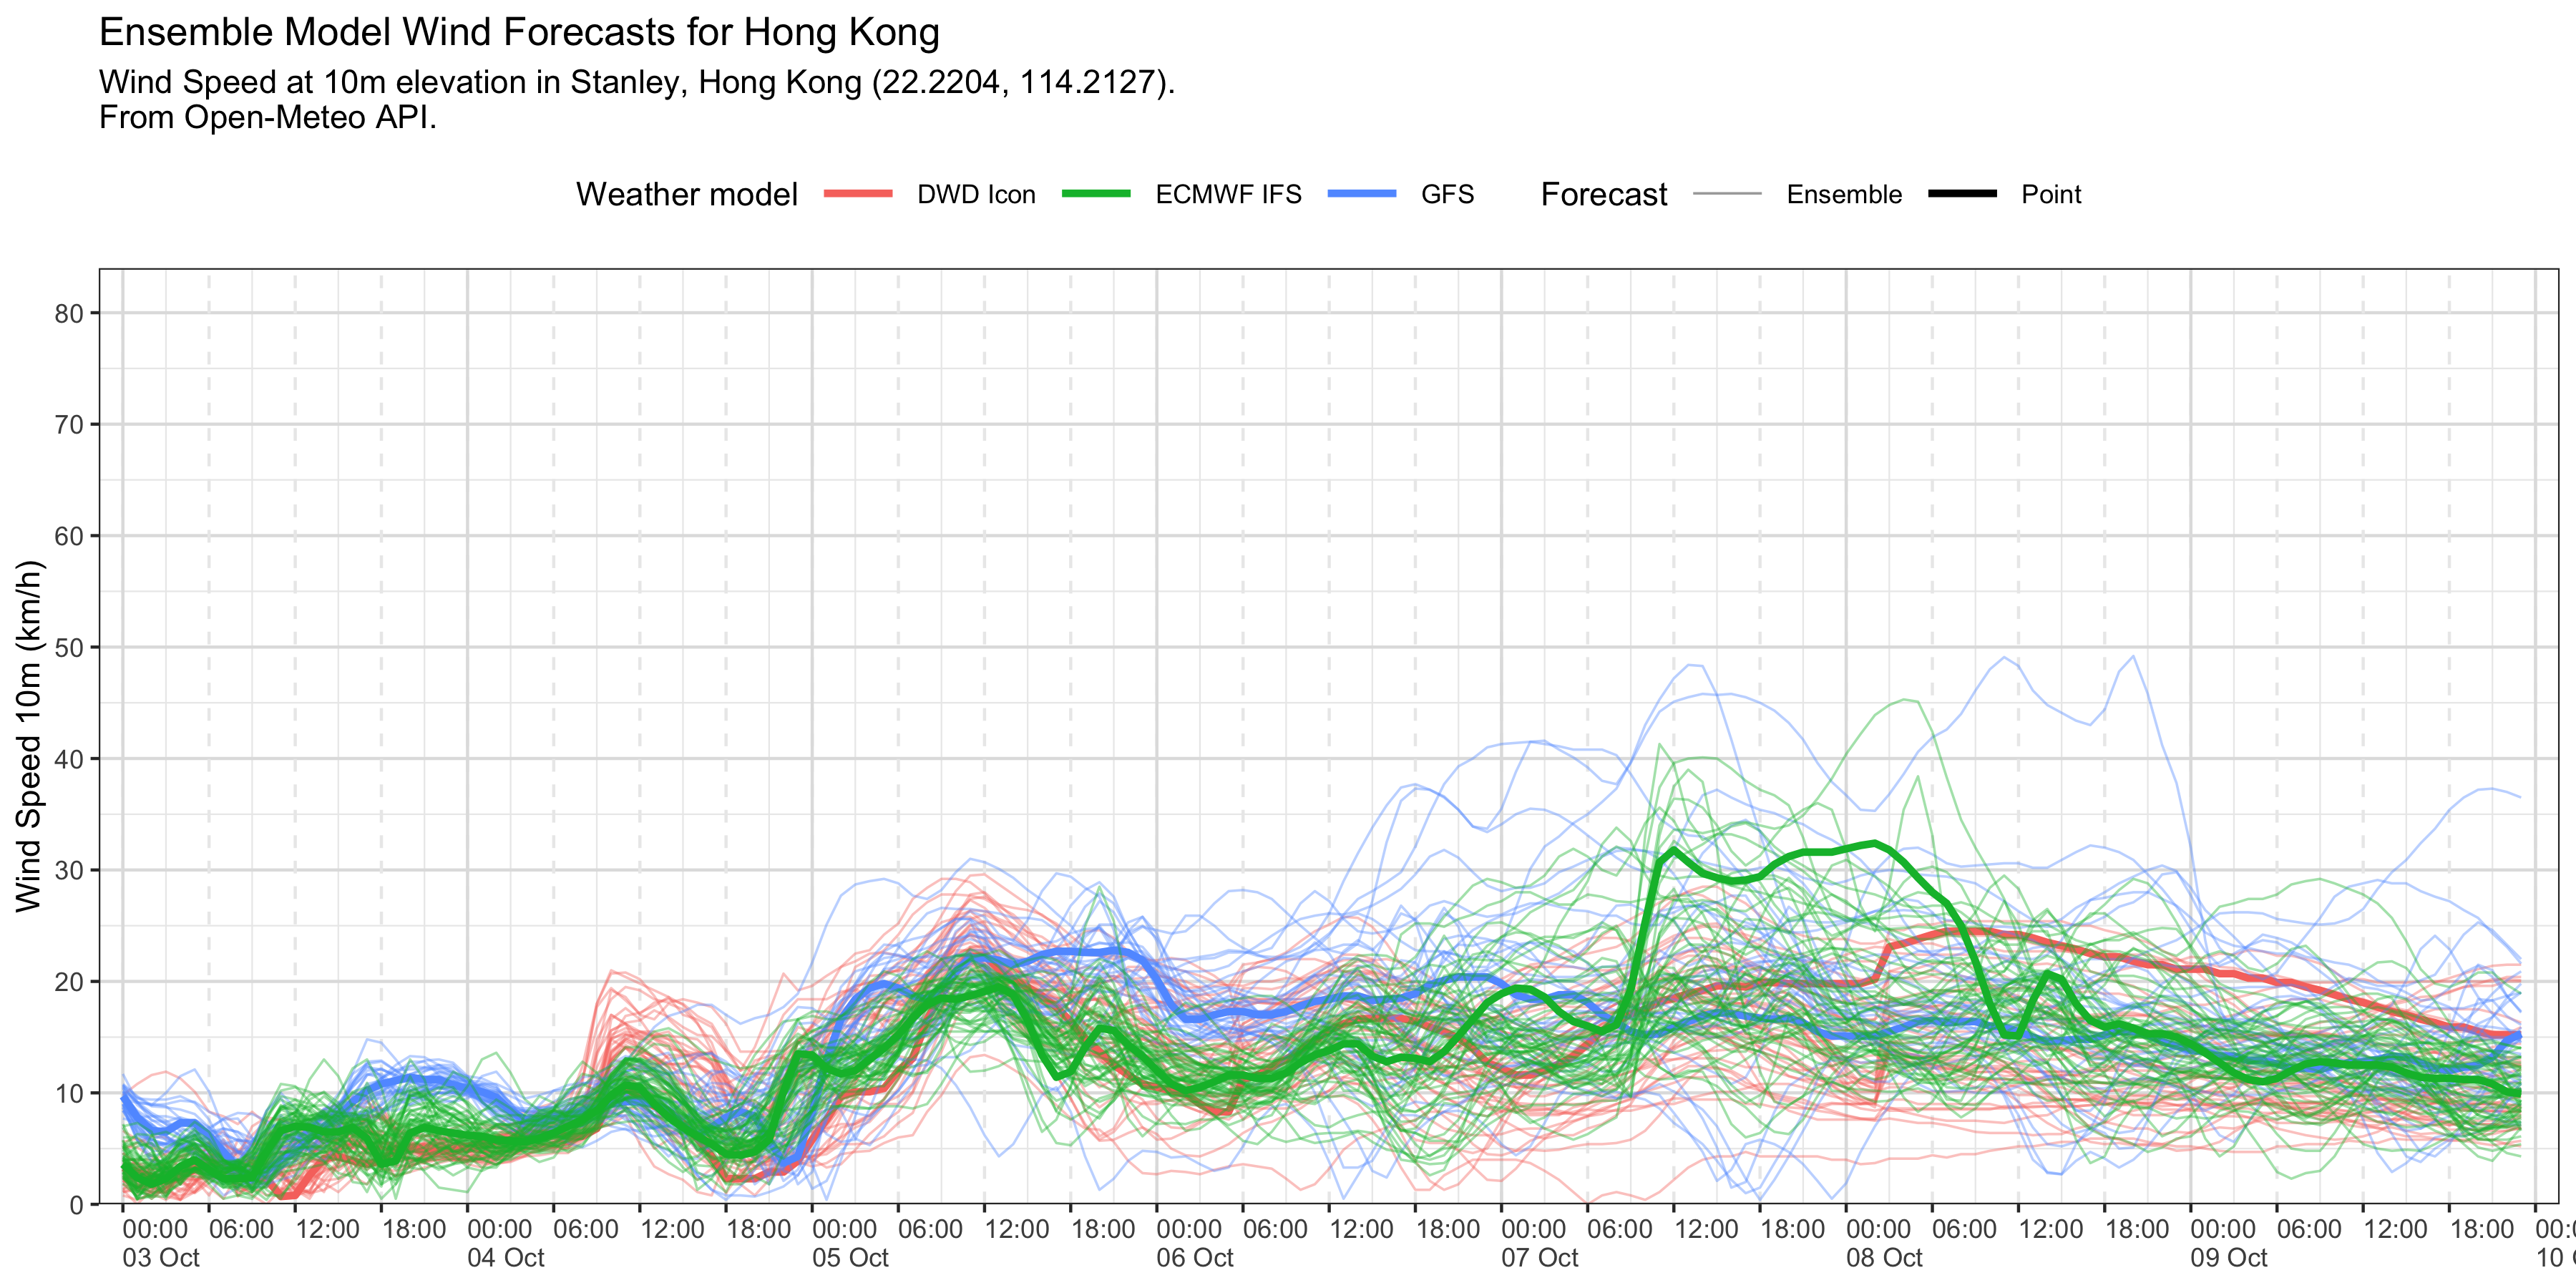 Ensemble Model Wind Forecasts for Hong Kong
Wind Speed at 10m elevation in Stanley, Hong Kong (22.2204, 114.2127).
From Open-Meteo API.
Weather model DWD Icon ECMWF IFS GFS Forecast Ensemble Point
80
70
60
50
40
30
20
10
0
Wind Speed 10m (km/h)
00:00 06:00 12:00 18:00 00:00 06:00 12:00 18:00 00:00 06:00 12:00 18:00 00:00 06:00 12:00 18:00 00:00 06:00 12:00 18:00 00:00 06:00 12:00 18:00 00:00 06:00 12:00 18:00 00:
03 Oct 04 Oct 05 Oct 06 Oct 07 Oct 08 Oct 09 Oct 10